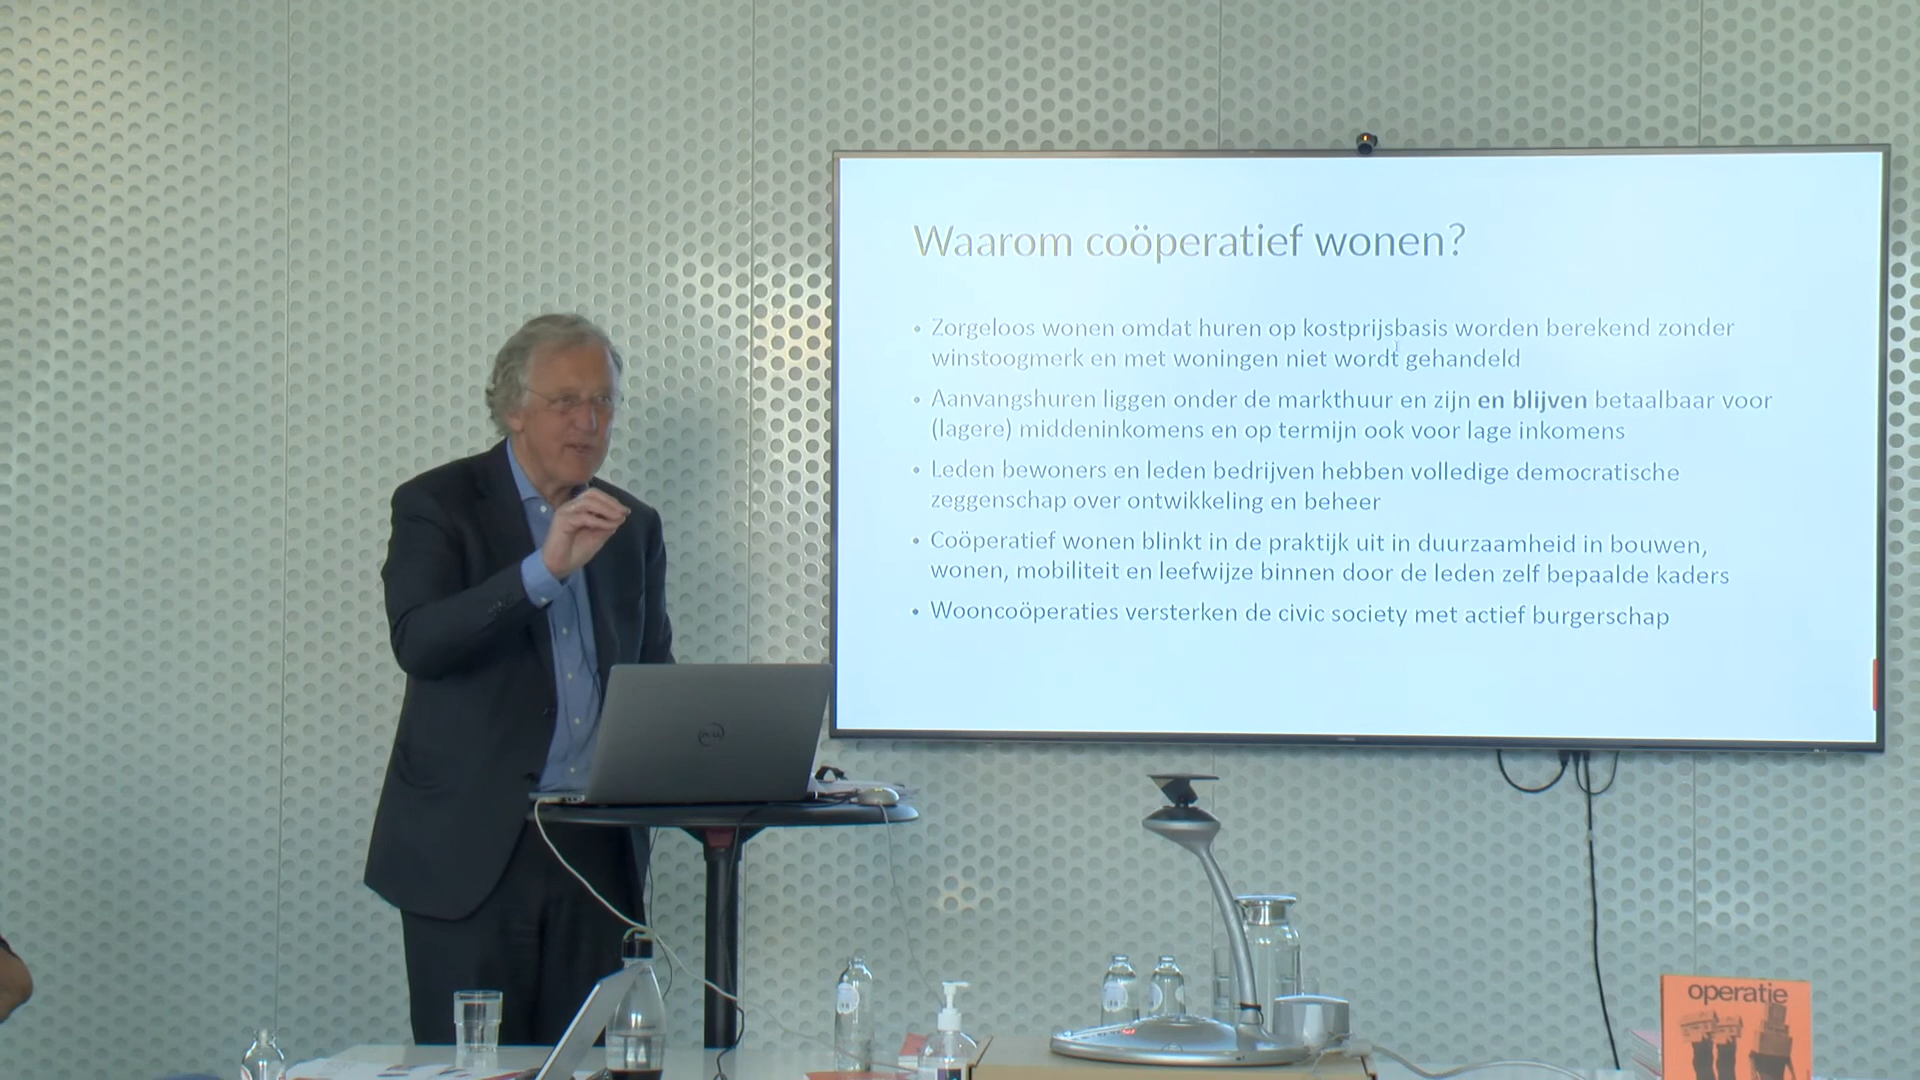 Waarom coöperatief wonen?
• Zorgeloos wonen omdat huren op kostprijsbasis worden berekend zonder
winstoogmerk en met woningen niet wordt gehandeld
• Aanvangshuren liggen onder de markthuur en zijn en blijven betaalbaar voor
(lagere) middeninkomens en op termijn ook voor lage inkomens
• Leden bewoners en leden bedrijven hebben volledige democratische
zeggenschap over ontwikkeling en beheer
• Coöperatief wonen blinkt in de praktijk uit in duurzaamheid in bouwen,
wonen, mobiliteit en leefwijze binnen door de leden zelf bepaalde kaders
• Wooncoöperaties versterken de civic society met actief burgerschap
DELL
operatie